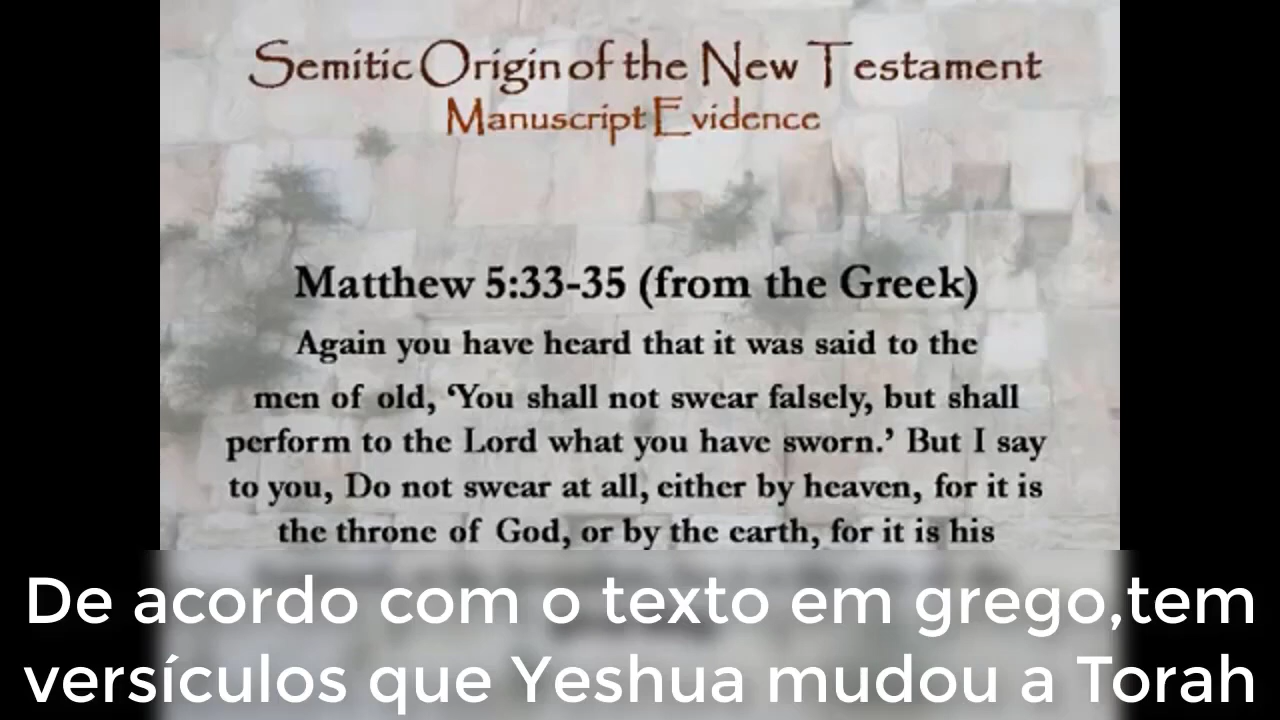 Semitic Origin of the New Testament
Manuscript Evidence
Matthew 5:33-35 (from the Greek)
Again you have heard that it was said to the
men of old, ‘You shall not swear falsely, but shall
perform to the Lord what you have sworn.’ But I say
to you, Do not swear at all, either by heaven, for it is
the throne of God, or by the earth, for it is his
De acordo com o texto em grego,tem
versículos que Yeshua mudou a Torah